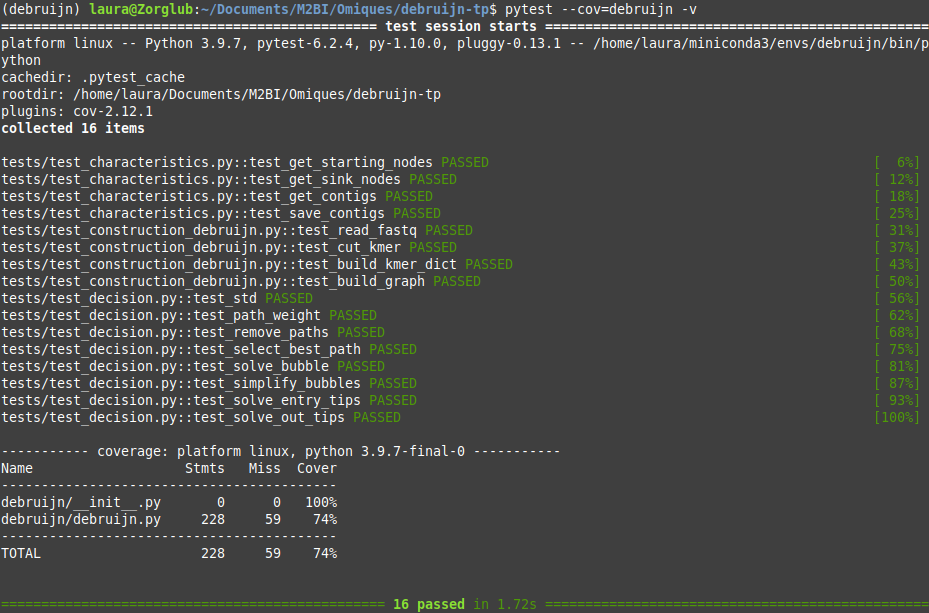 (debruijn) laura@Zorglub:~/Documents/M2BI/Omiques/debruijn-tp$ pytest --cov=debruijn -v
=============================================== test session starts ================================================
platform linux -- Python 3.9.7, pytest-6.2.4, py-1.10.0, pluggy-0.13.1 -- /home/laura/miniconda3/envs/debruijn/bin/p
ython
cachedir: .pytest_cache
rootdir: /home/laura/Documents/M2BI/Omiques/debruijn-tp
plugins: cov-2.12.1
collected 16 items
tests/test_characteristics.py::test_get_starting_nodes PASSED [  6%]
tests/test_characteristics.py::test_get_sink_nodes PASSED [ 12%]
tests/test_characteristics.py::test_get_contigs PASSED [ 18%]
tests/test_characteristics.py::test_save_contigs PASSED [ 25%]
tests/test_construction_debruijn.py::test_read_fastq PASSED [ 31%]
tests/test_construction_debruijn.py::test_cut_kmer PASSED [ 37%]
tests/test_construction_debruijn.py::test_build_kmer_dict PASSED [ 43%]
tests/test_construction_debruijn.py::test_build_graph PASSED [ 50%]
tests/test_decision.py::test_std PASSED [ 56%]
tests/test_decision.py::test_path_weight PASSED [ 62%]
tests/test_decision.py::test_remove_paths PASSED [ 68%]
tests/test_decision.py::test_select_best_path PASSED [ 75%]
tests/test_decision.py::test_solve_bubble PASSED [ 81%]
tests/test_decision.py::test_simplify_bubbles PASSED [ 87%]
tests/test_decision.py::test_solve_entry_tips PASSED [ 93%]
tests/test_decision.py::test_solve_out_tips PASSED [100%]
----------- coverage: platform linux, python 3.9.7-final-0 -----------
Name                   Stmts   Miss  Cover
------------------------------------------
debruijn/__init__.py       0      0   100%
debruijn/debruijn.py     228     59    74%
------------------------------------------
TOTAL                    228     59    74%
================================================ 16 passed in 1.72s ================================================